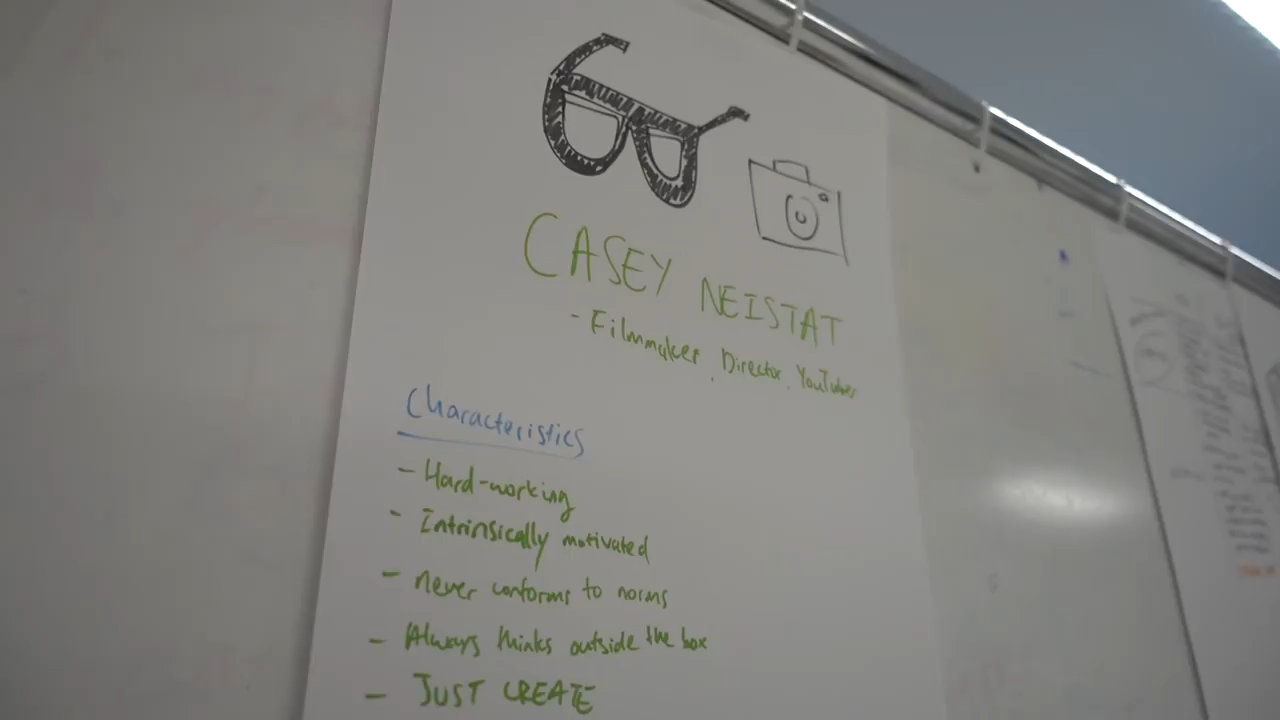 CASEY NEISTAT
- Filmmaker, Director, YouTuber
Characteristics
- Hard-working
- Intrinsically motivated
- never conforms to norms
- Always thinks outside the box
- JUST CREATE